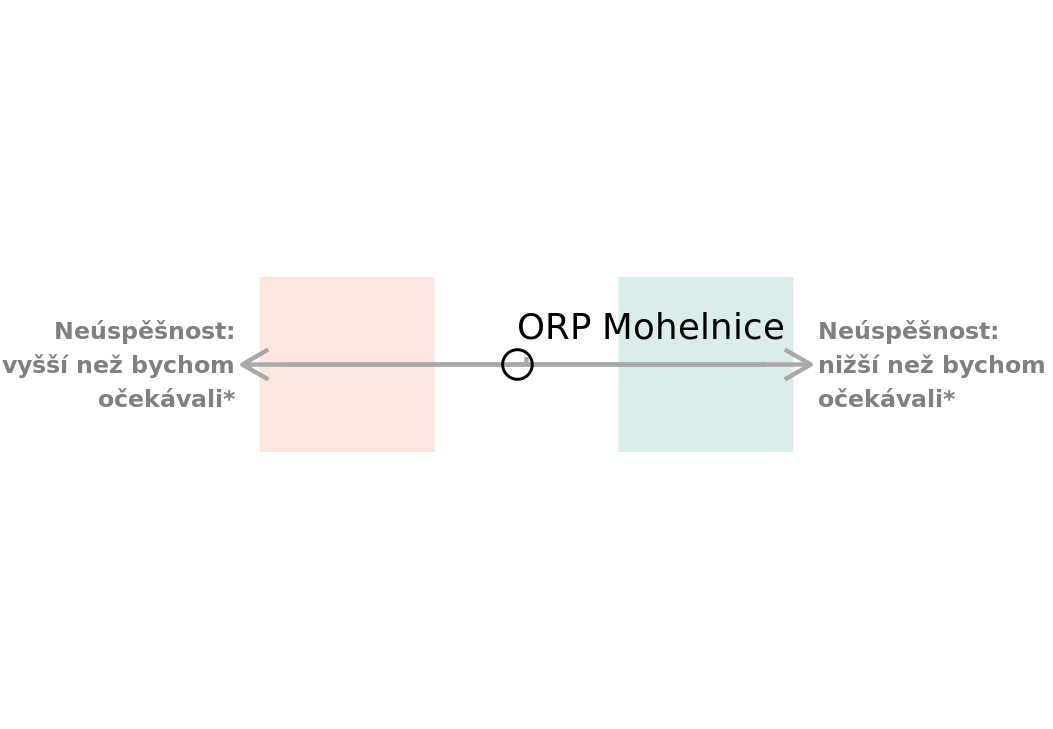 ORP Mohelnice
Neúspěšnost:
vyšší než bychom
očekávali*
Neúspěšnost:
nižší než bychom
očekávali*